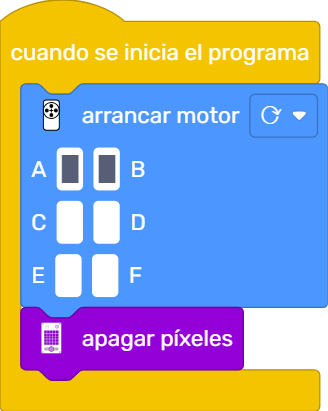 cuando se inicia el programa
arrancar motor
A B
C D
E F
apagar píxeles